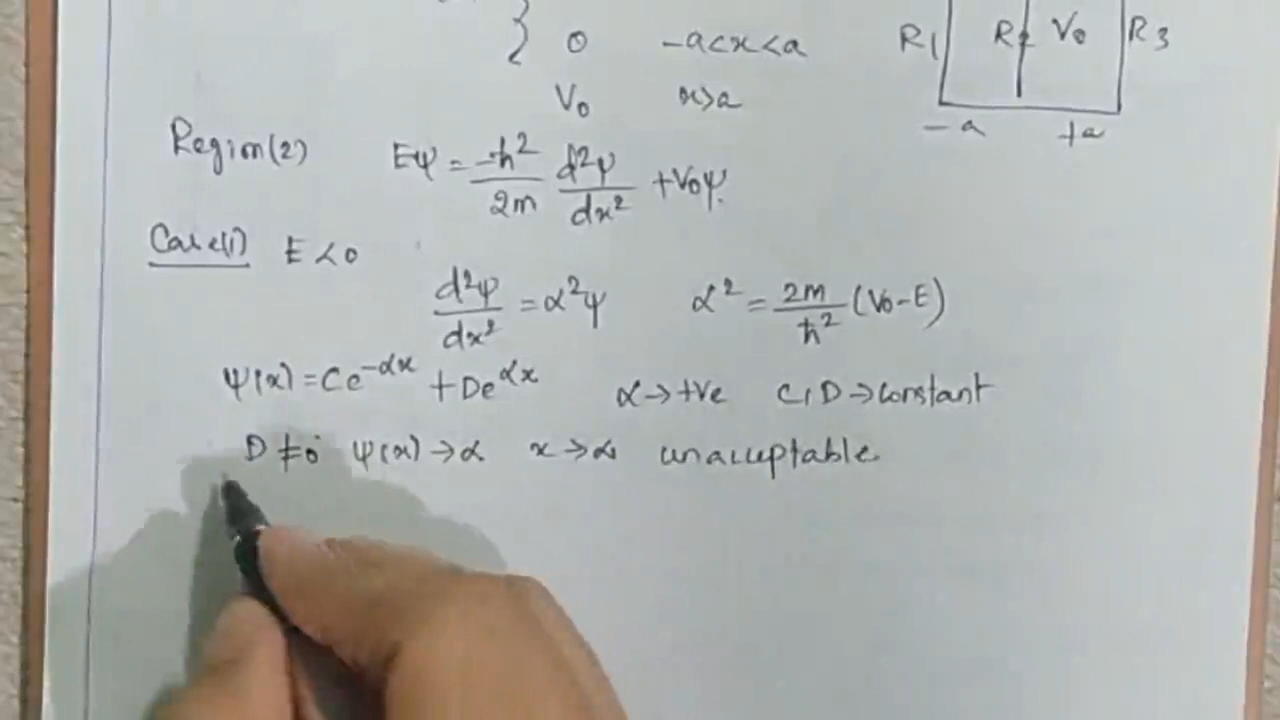 0 -a<x<a
V₀ x>a
R1 R2 V₀ R3
-a +a
Region(2) Eψ = -ħ²/2m d²ψ/dx² + V₀ψ.
Case(1) E<0
d²ψ/dx² = α²ψ α² = 2m/ħ² (V₀-E)
ψ(x) = Ce^{-αx} + De^{αx} α→+ve C,D→constant
D≠0 ψ(x)→α x→α unacceptable